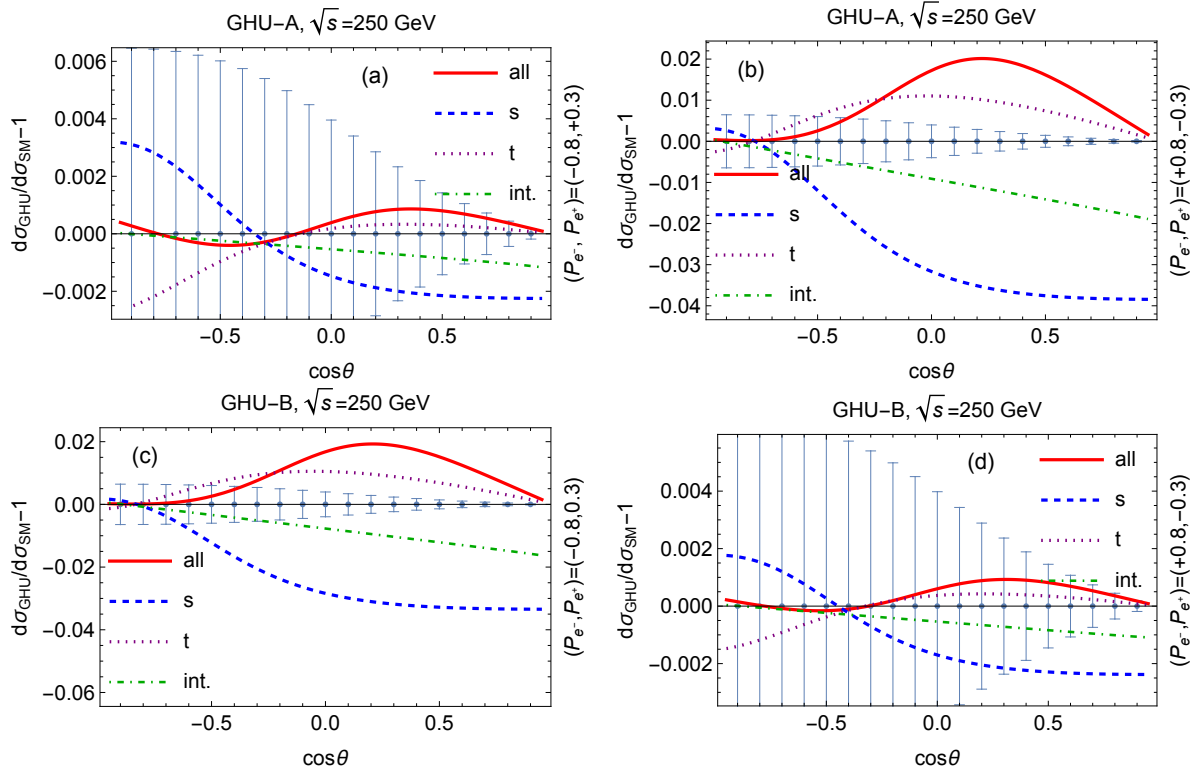 GHU−A, √s =250 GeV
(a)
all
s
t
int.
0.006
0.004
0.002
0.000
−0.002
−0.5 0.0 0.5
cosθ
dσGHU/dσSM−1
(Pe−, Pe+)=(−0.8,+0.3)
GHU−A, √s =250 GeV
(b)
all
s
t
int.
0.02
0.01
0.00
−0.01
−0.02
−0.03
−0.04
−0.5 0.0 0.5
cosθ
dσGHU/dσSM−1
(Pe−, Pe+)=(+0.8,−0.3)
GHU−B, √s =250 GeV
(c)
all
s
t
int.
0.02
0.00
−0.02
−0.04
−0.06
−0.5 0.0 0.5
cosθ
dσGHU/dσSM−1
(Pe−, Pe+)=(−0.8,0.3)
GHU−B, √s =250 GeV
(d)
all
s
t
int.
0.004
0.002
0.000
−0.002
−0.5 0.0 0.5
cosθ
dσGHU/dσSM−1
(Pe−,Pe+)=(+0.8,−0.3)